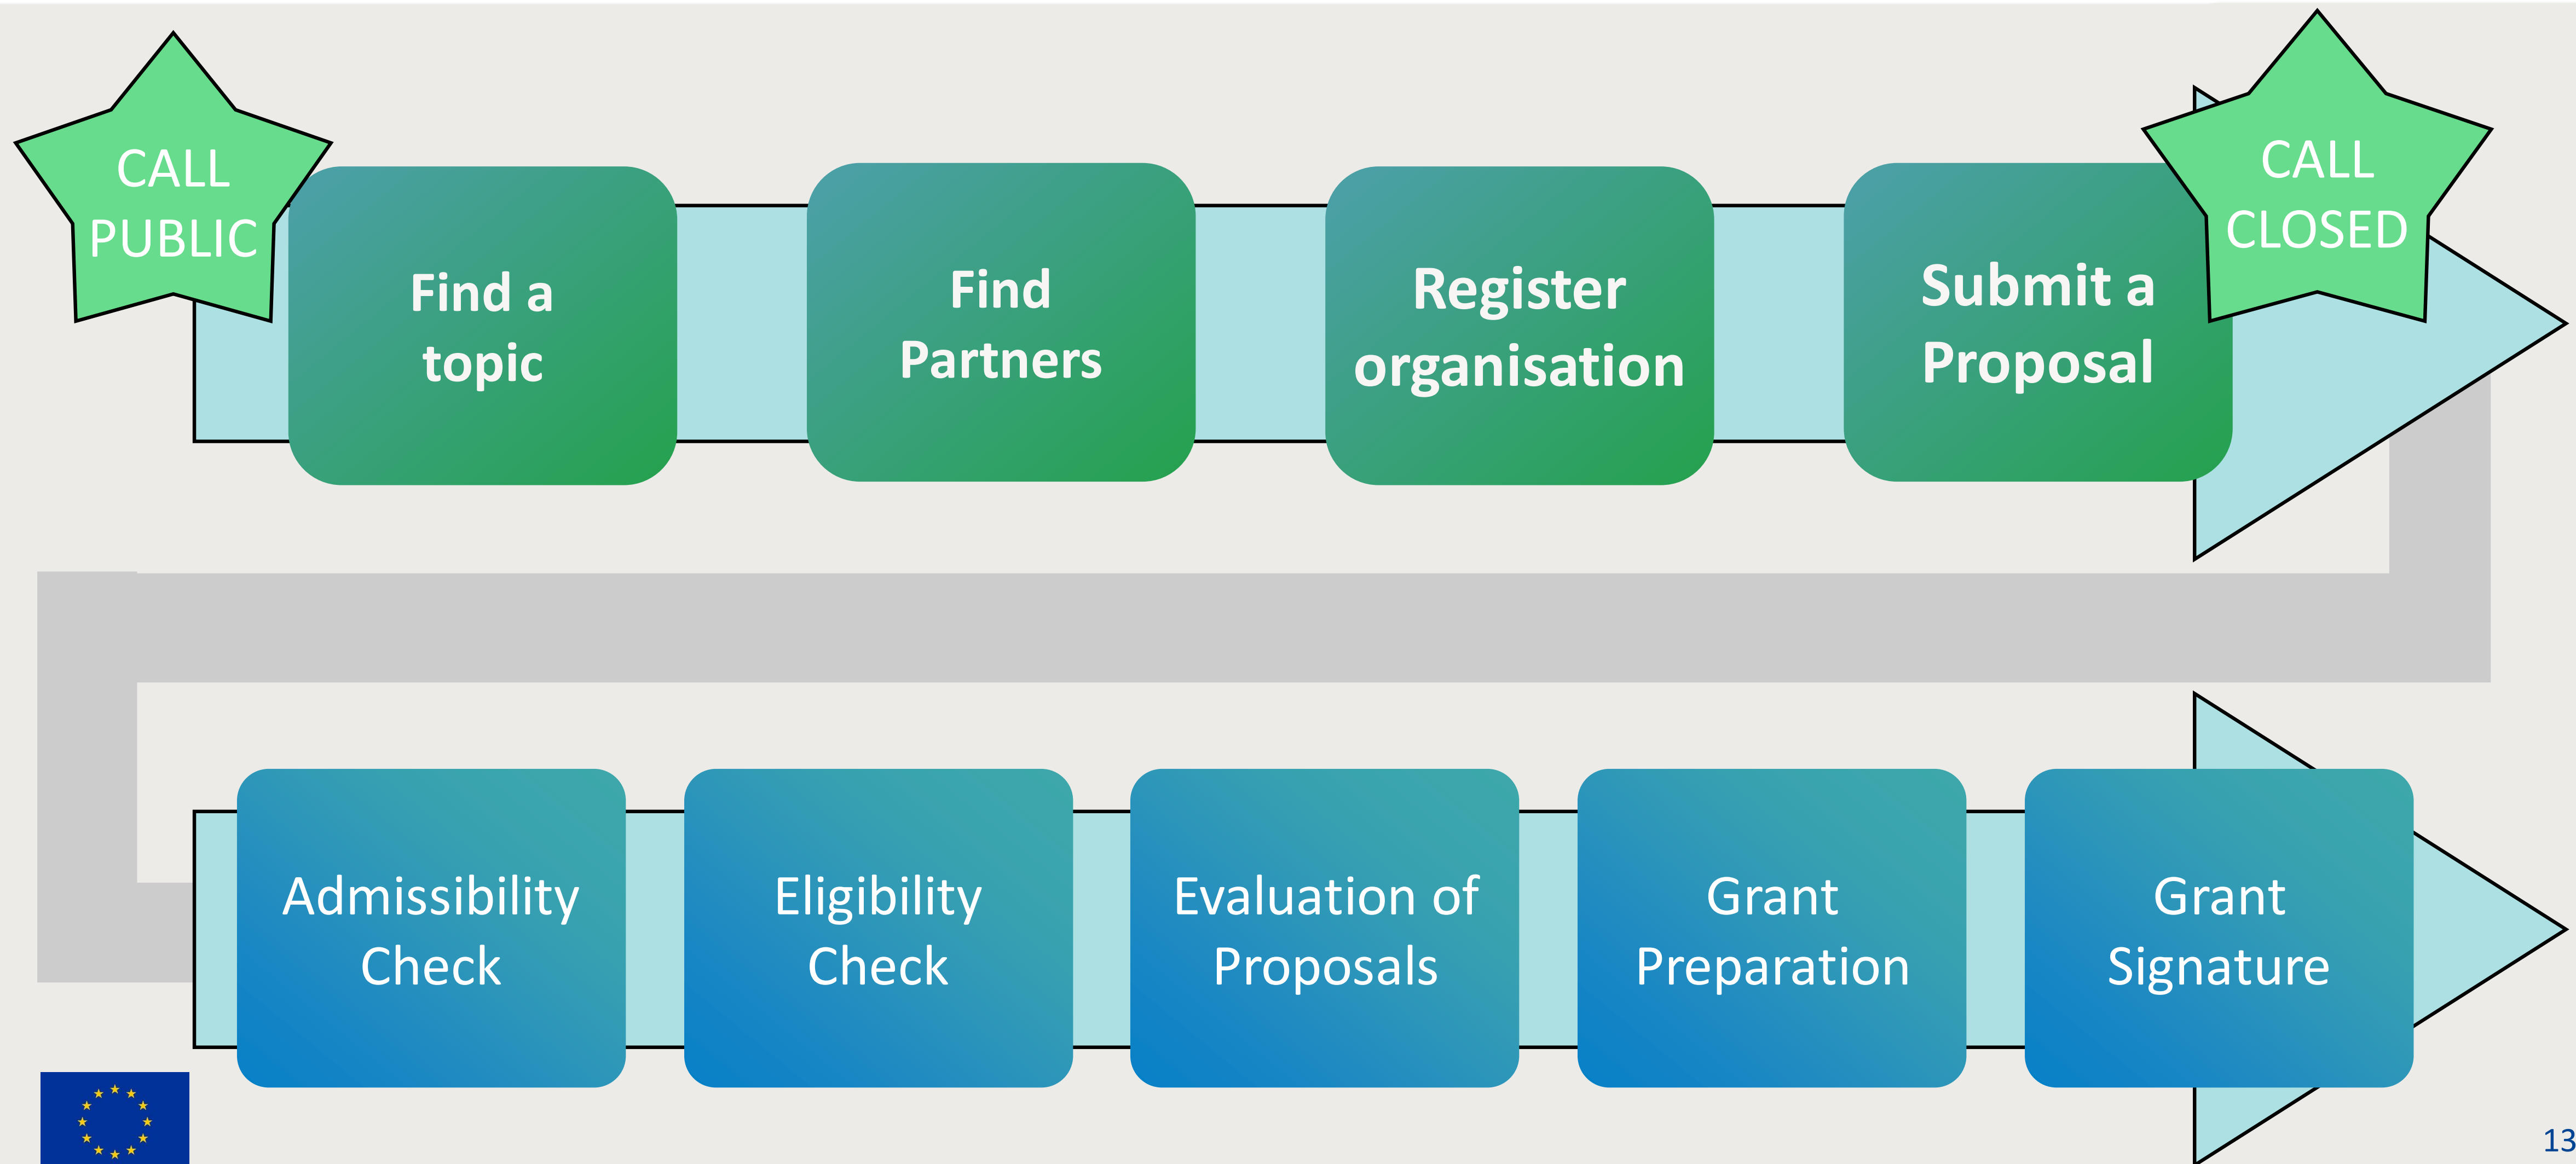 CALL
PUBLIC
Find a
topic
Find
Partners
Register
organisation
Submit a
Proposal
CALL
CLOSED
Admissibility
Check
Eligibility
Check
Evaluation of
Proposals
Grant
Preparation
Grant
Signature
13